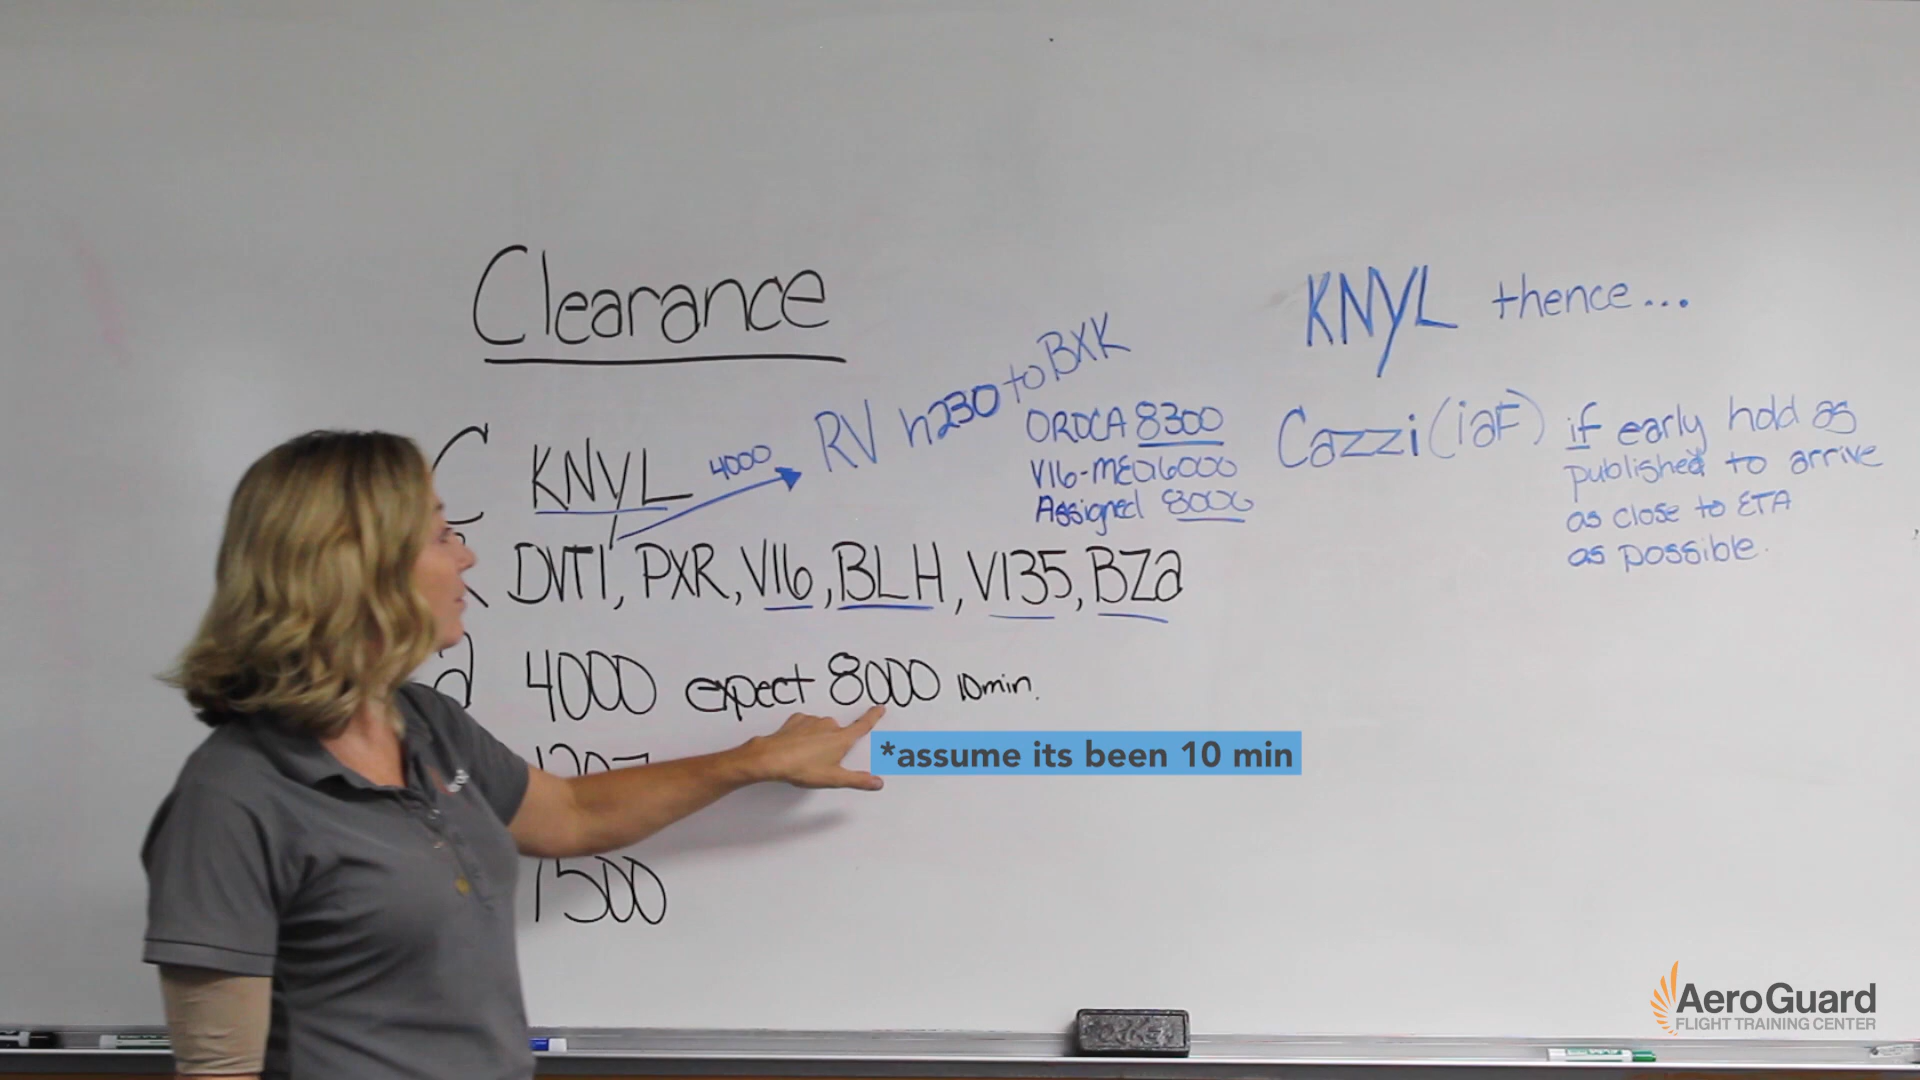 Clearance
KNYL thence...
C KNYL 4000 RV h230 to BXK
OROCA 8300
V16-MEA 6000
Assigned 8000
Cazzi (iaF) if early hold as
published to arrive
as close to ETA
as possible.
DVT1, PXR, V16, BLH, V135, BZa
a 4000 expect 8000 10min.
*assume its been 10 min
1500
AeroGuard
FLIGHT TRAINING CENTER